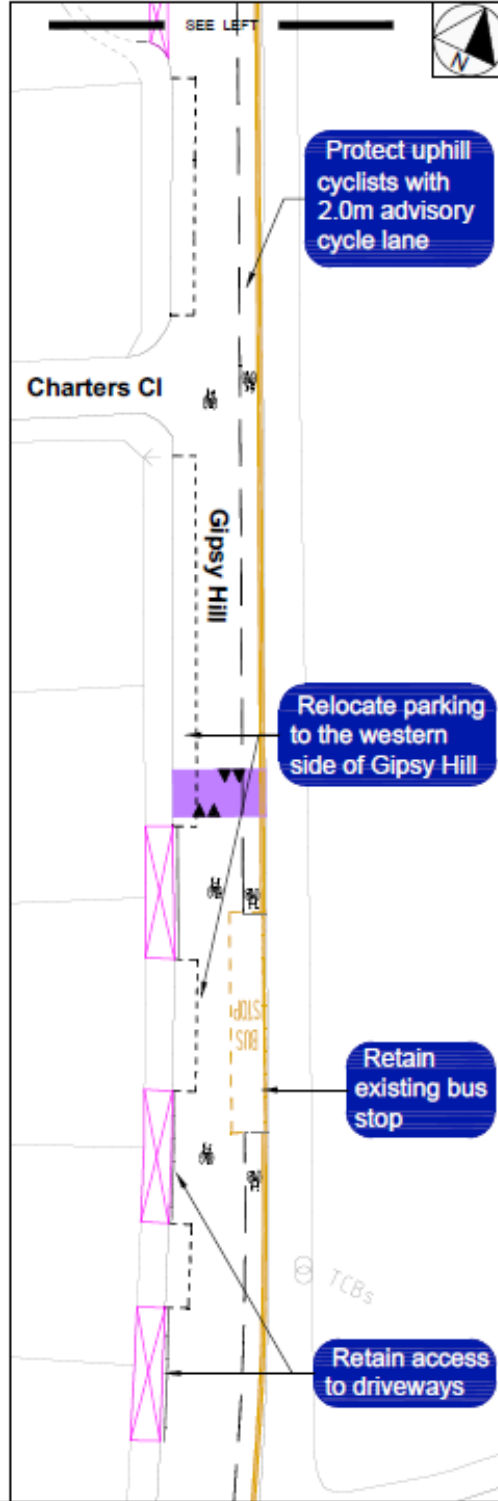 SEE LEFT
N
Protect uphill
cyclists with
2.0m advisory
cycle lane
Charters Cl
Gipsy Hill
Relocate parking
to the western
side of Gipsy Hill
BUS
STOP
Retain
existing bus
stop
TCBs
Retain access
to driveways